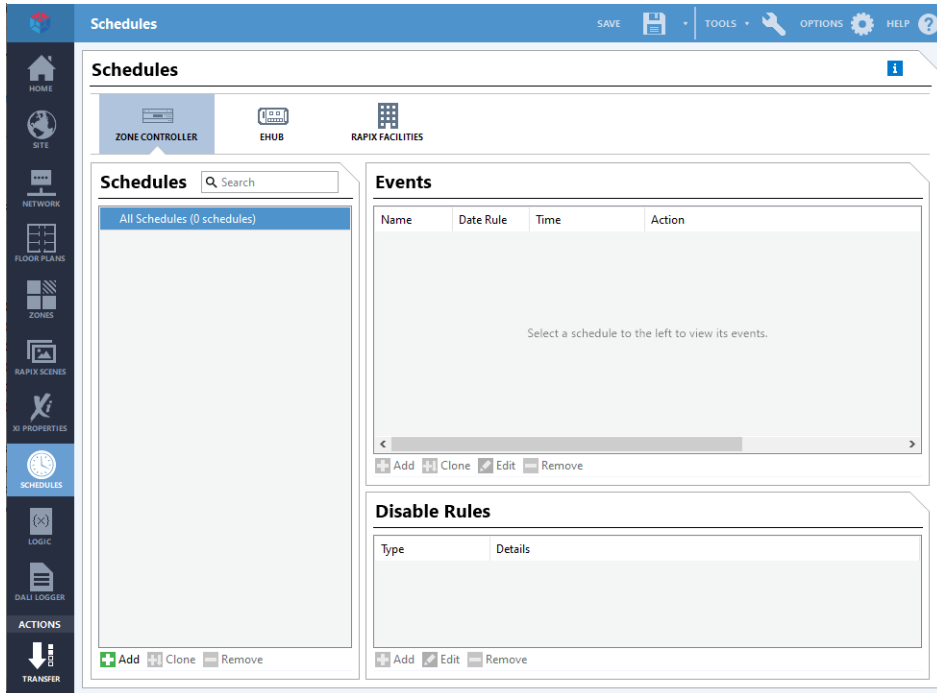 Schedules
SAVE
TOOLS
OPTIONS
HELP
HOME
SITE
NETWORK
FLOOR PLANS
ZONES
RAPIX SCENES
XI PROPERTIES
SCHEDULES
LOGIC
DALI LOGGER
ACTIONS
TRANSFER
Schedules
ZONE CONTROLLER
EHUB
RAPIX FACILITIES
Schedules
Search
All Schedules (0 schedules)
Add Clone Remove
Events
Name Date Rule Time Action
Select a schedule to the left to view its events.
Add Clone Edit Remove
Disable Rules
Type Details
Add Edit Remove